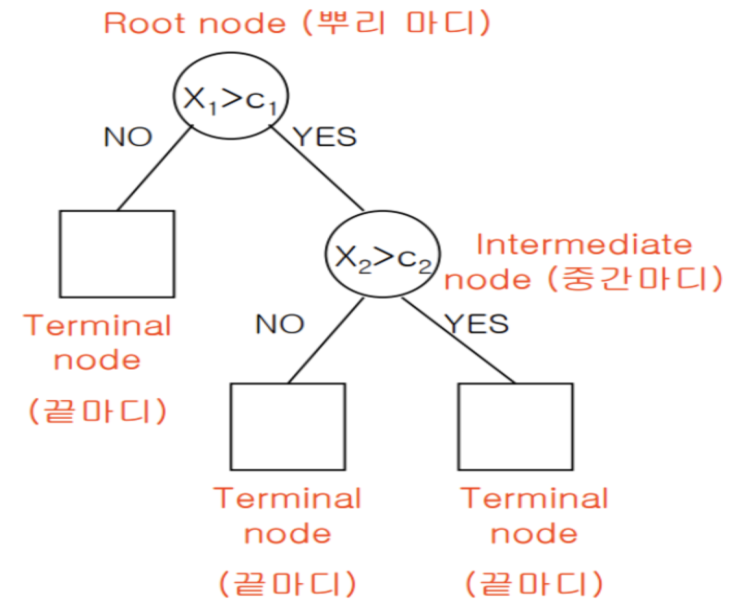 Root node (뿌리 마디)
X₁>c₁
NO
YES
X₂>c₂
Intermediate
node (중간마디)
Terminal
node
(끝마디)
NO
YES
Terminal
node
(끝마디)
Terminal
node
(끝마디)